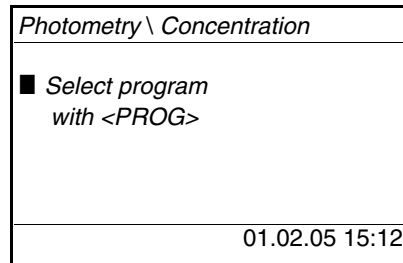 Photometry \ Concentration
■ Select program
with <PROG>
01.02.05 15:12